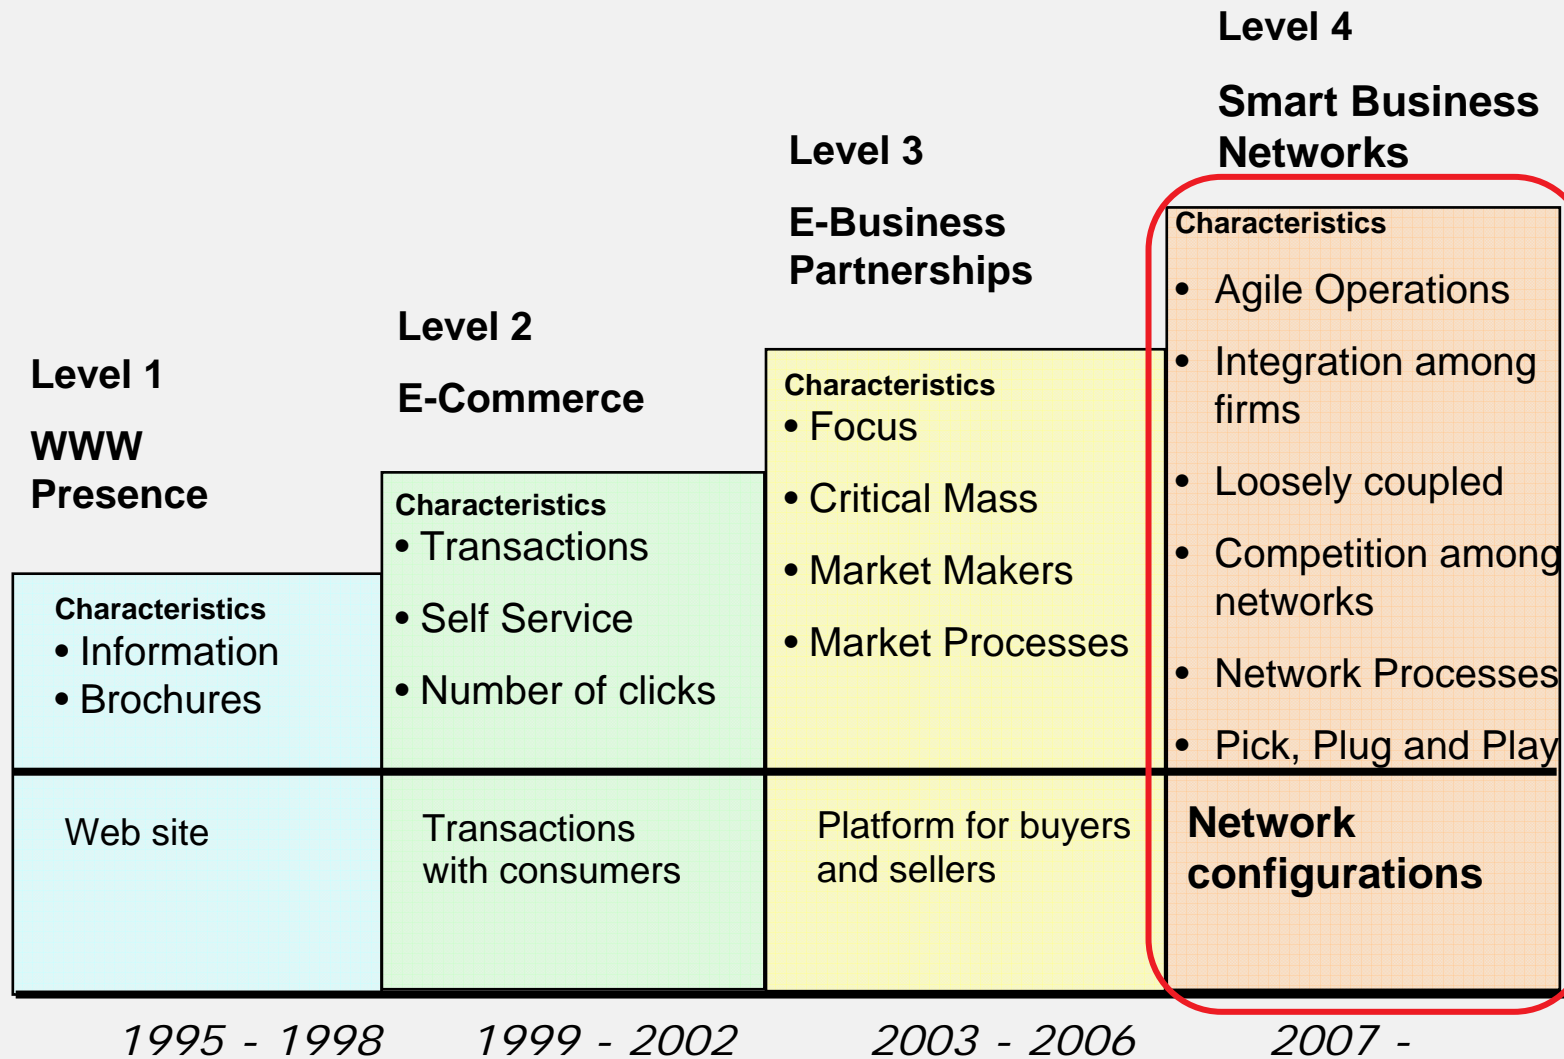 Level 1
WWW
Presence
Characteristics
• Information
• Brochures
Web site
1995 - 1998
Level 2
E-Commerce
Characteristics
• Transactions
• Self Service
• Number of clicks
Transactions
with consumers
1999 - 2002
Level 3
E-Business
Partnerships
Characteristics
• Focus
• Critical Mass
• Market Makers
• Market Processes
Platform for buyers
and sellers
2003 - 2006
Level 4
Smart Business
Networks
Characteristics
• Agile Operations
• Integration among
firms
• Loosely coupled
• Competition among
networks
• Network Processes
• Pick, Plug and Play
Network
configurations
2007 -